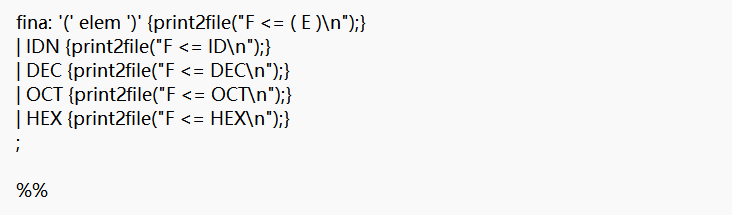 fina: '(' elem ')' {print2file("F <= ( E )\n");}
| IDN {print2file("F <= ID\n");}
| DEC {print2file("F <= DEC\n");}
| OCT {print2file("F <= OCT\n");}
| HEX {print2file("F <= HEX\n");}
;
%%